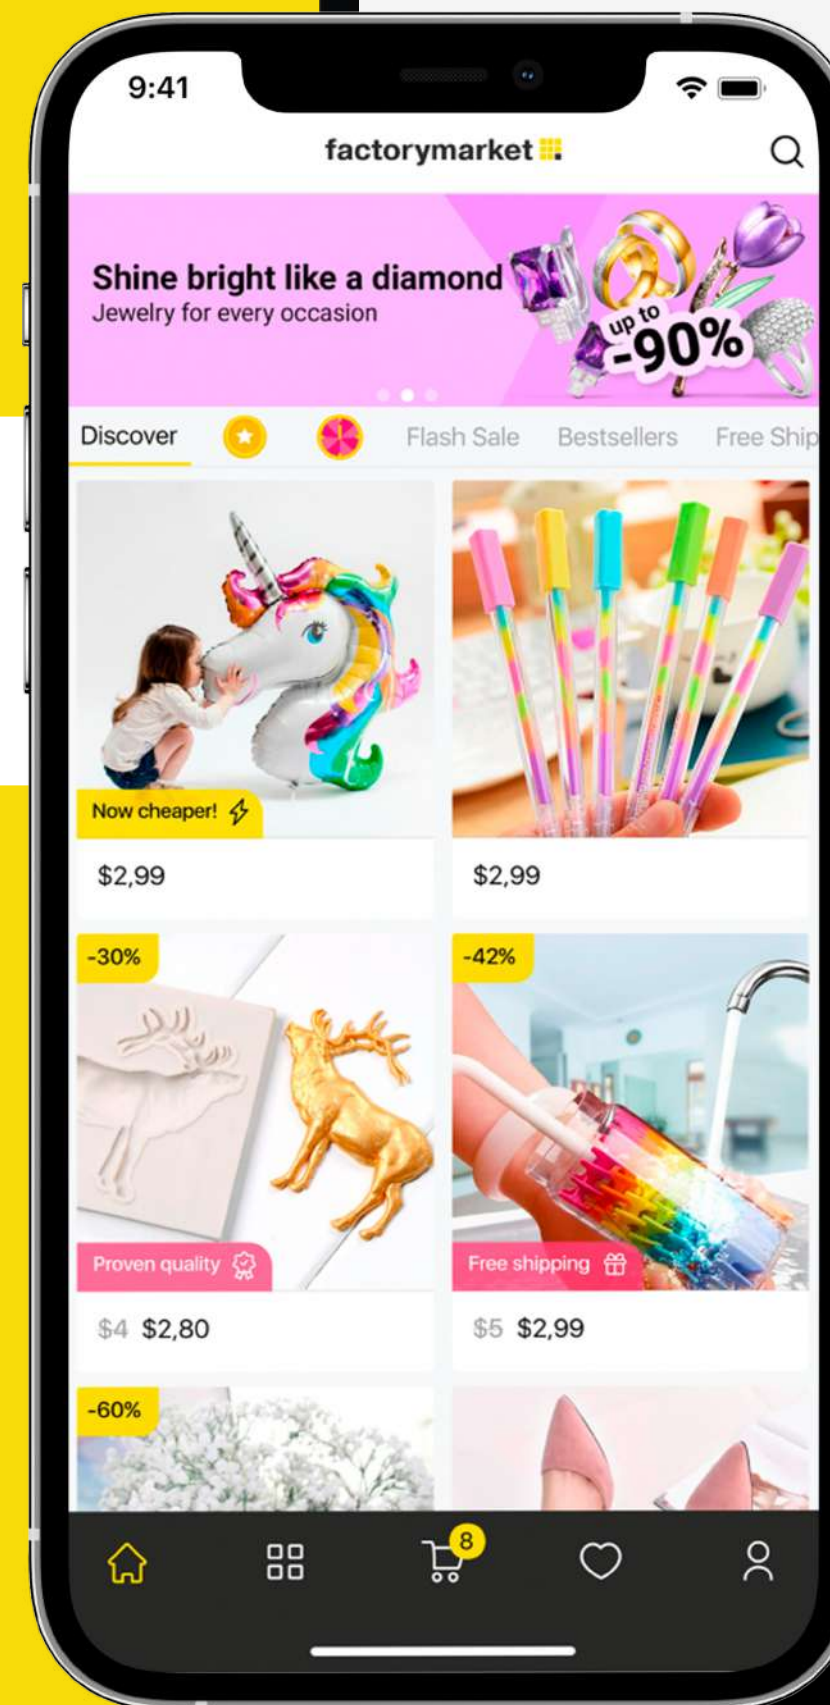 9:41
factorymarket
Shine bright like a diamond
Jewelry for every occasion
up to
-90%
Discover
Flash Sale
Bestsellers
Free Ship
Now cheaper!
$2,99
$2,99
-30%
-42%
Proven quality
Free shipping
$4 $2,80
$5 $2,99
-60%
8